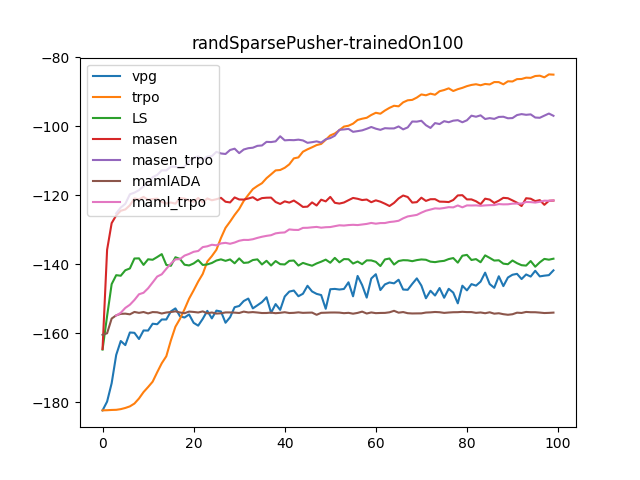 randSparsePusher-trainedOn100
−80
−100
−120
−140
−160
−180
vpg
trpo
LS
masen
masen_trpo
mamlADA
maml_trpo
0
20
40
60
80
100